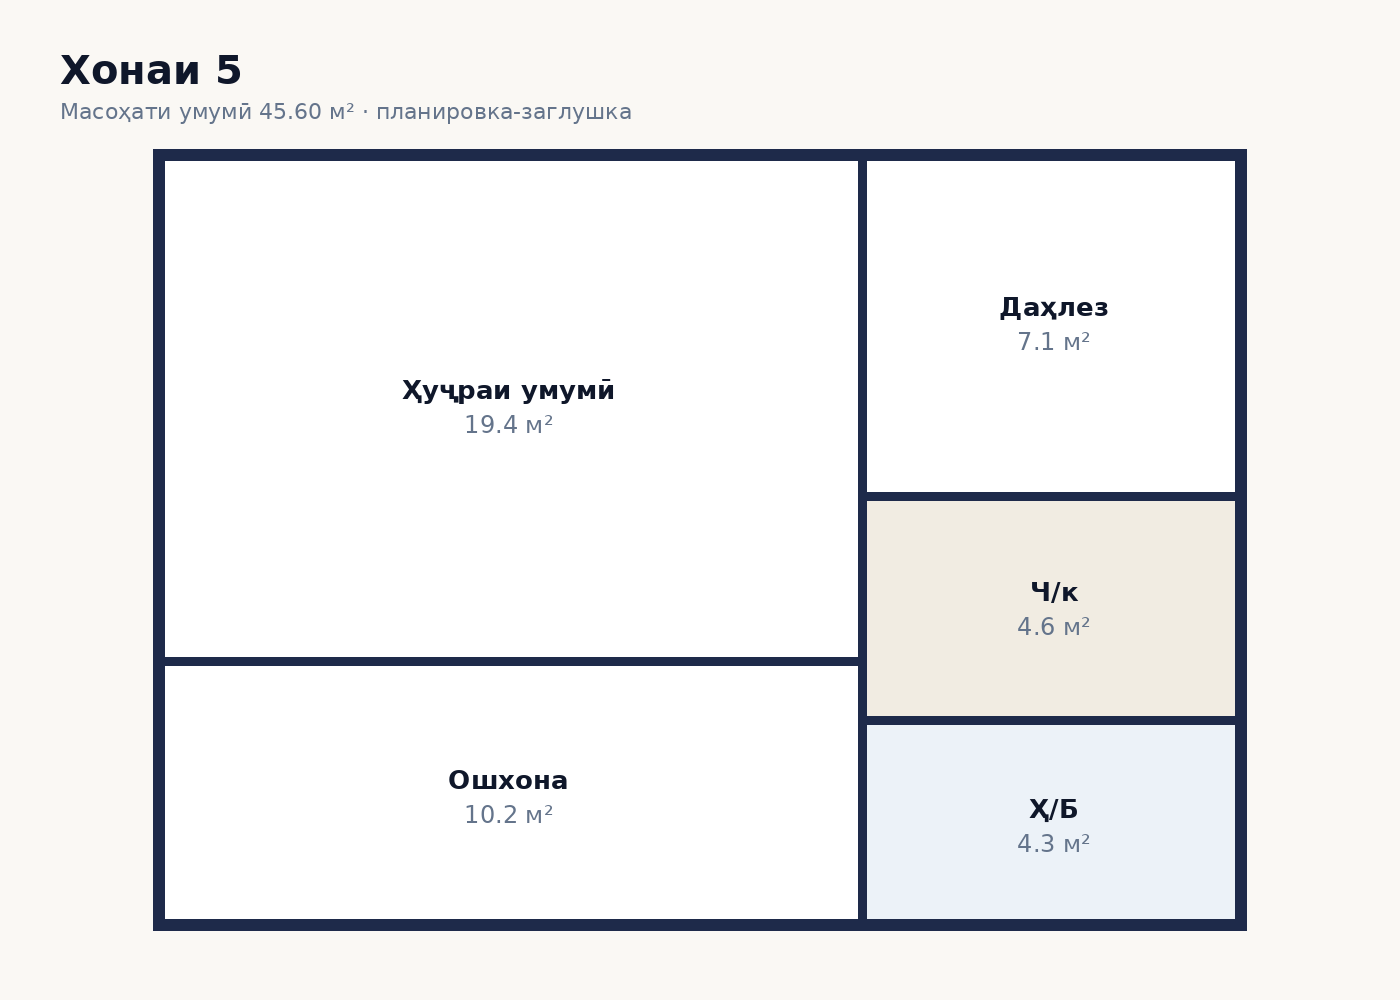 Хонаи 5
Масоҳати умумӣ 45.60 м² · планировка-заглушка
Ҳуҷраи умумӣ
19.4 м²
Даҳлез
7.1 м²
Ч/к
4.6 м²
Ошхона
10.2 м²
Ҳ/Б
4.3 м²